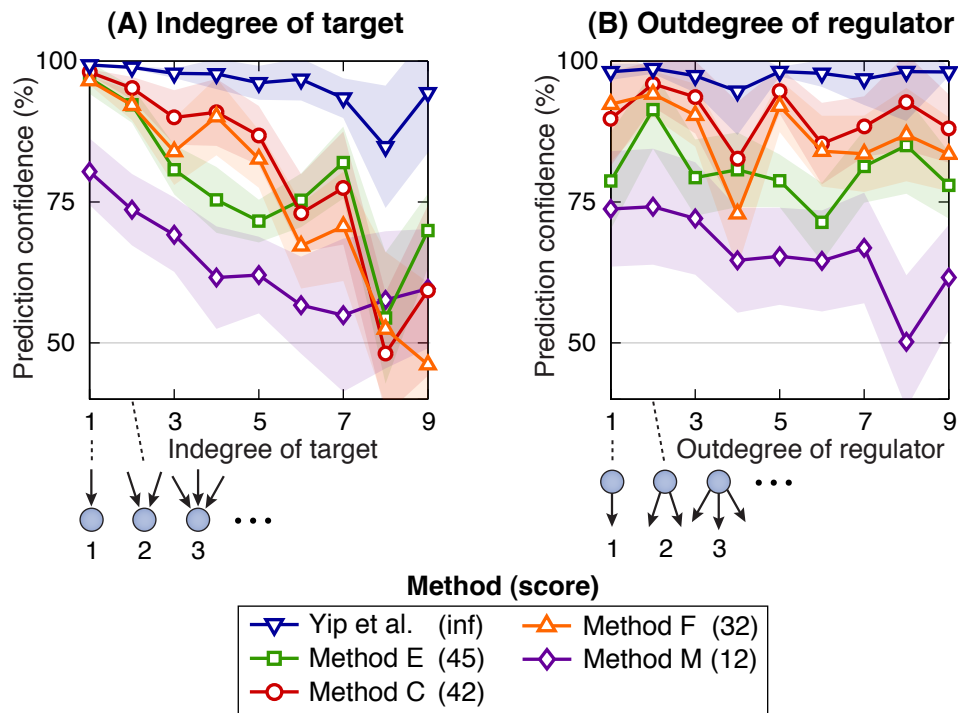 (A) Indegree of target
(B) Outdegree of regulator
Prediction confidence (%)
100
75
50
1 3 5 7 9
Indegree of target
1 2 3
Prediction confidence (%)
100
75
50
1 3 5 7 9
Outdegree of regulator
1 2 3
Method (score)
Yip et al. (inf)
Method E (45)
Method C (42)
Method F (32)
Method M (12)